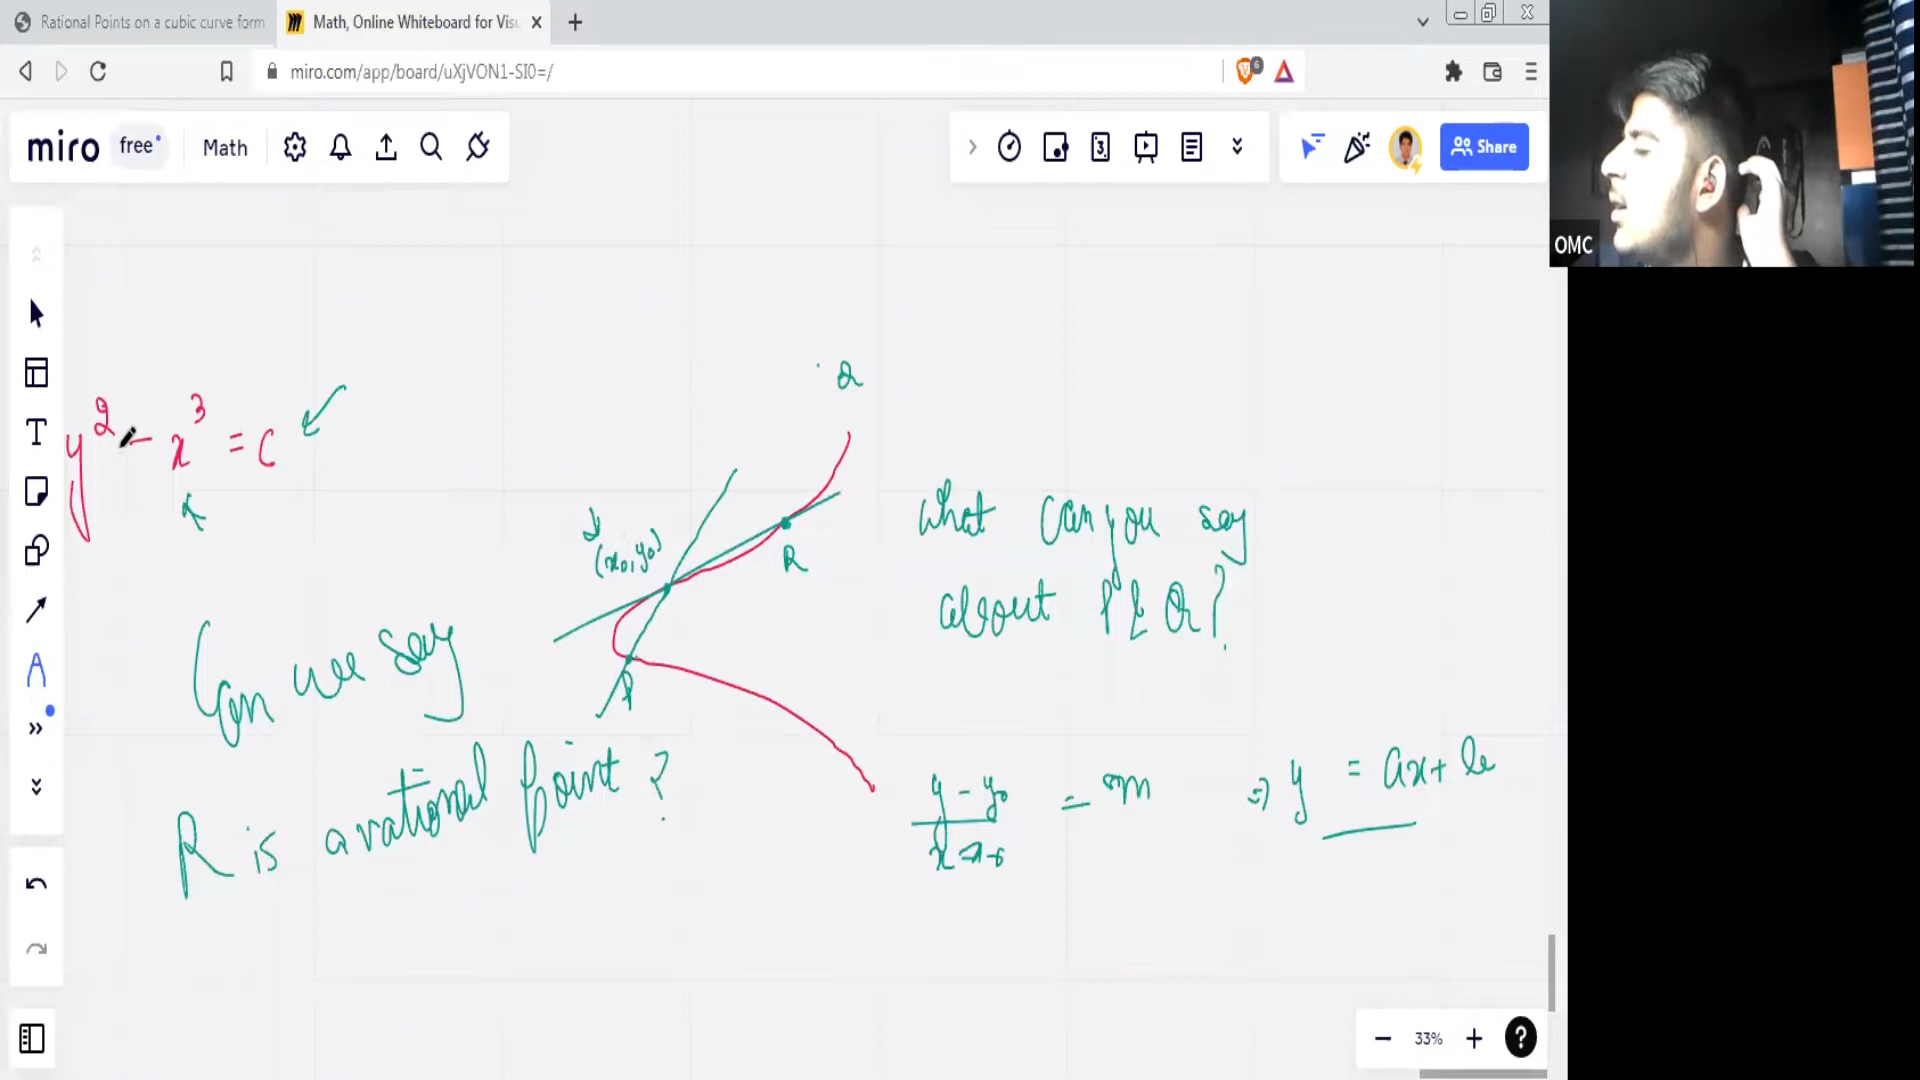 Rational Points on a cubic curve form
Math, Online Whiteboard for Visu
miro.com/app/board/uXjVON1-SI0=/
6
miro free Math
3
Share
OMC
y² - x³ = c
Q
(x₀, y₀)
R
P
What can you say
about P & Q?
Can we say
R is a rational point?
y - y₀ / x - x₀ = m ⇒ y = ax + b
33%
?